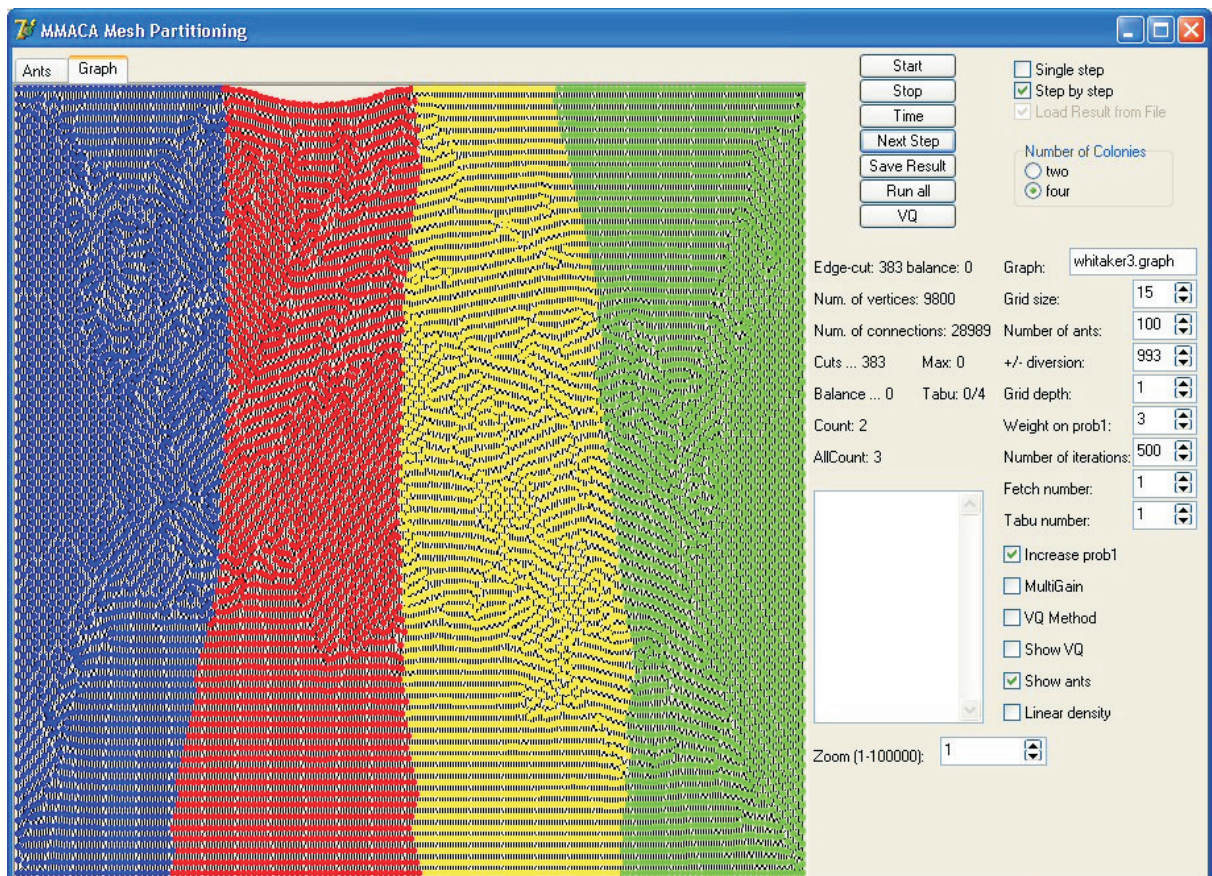 MMACA Mesh Partitioning
Ants Graph
Start
Stop
Time
Next Step
Save Result
Run all
VQ
Single step
Step by step
Load Result from File
Number of Colonies
two
four
Edge-cut: 383 balance: 0
Num. of vertices: 9800
Num. of connections: 28989
Cuts ... 383 Max: 0
Balance ... 0 Tabu: 0/4
Count: 2
AllCount: 3
Graph: whitaker3.graph
Grid size: 15
Number of ants: 100
+/- diversion: 993
Grid depth: 1
Weight on prob1: 3
Number of iterations: 500
Fetch number: 1
Tabu number: 1
Increase prob1
MultiGain
VQ Method
Show VQ
Show ants
Linear density
Zoom (1-100000): 1